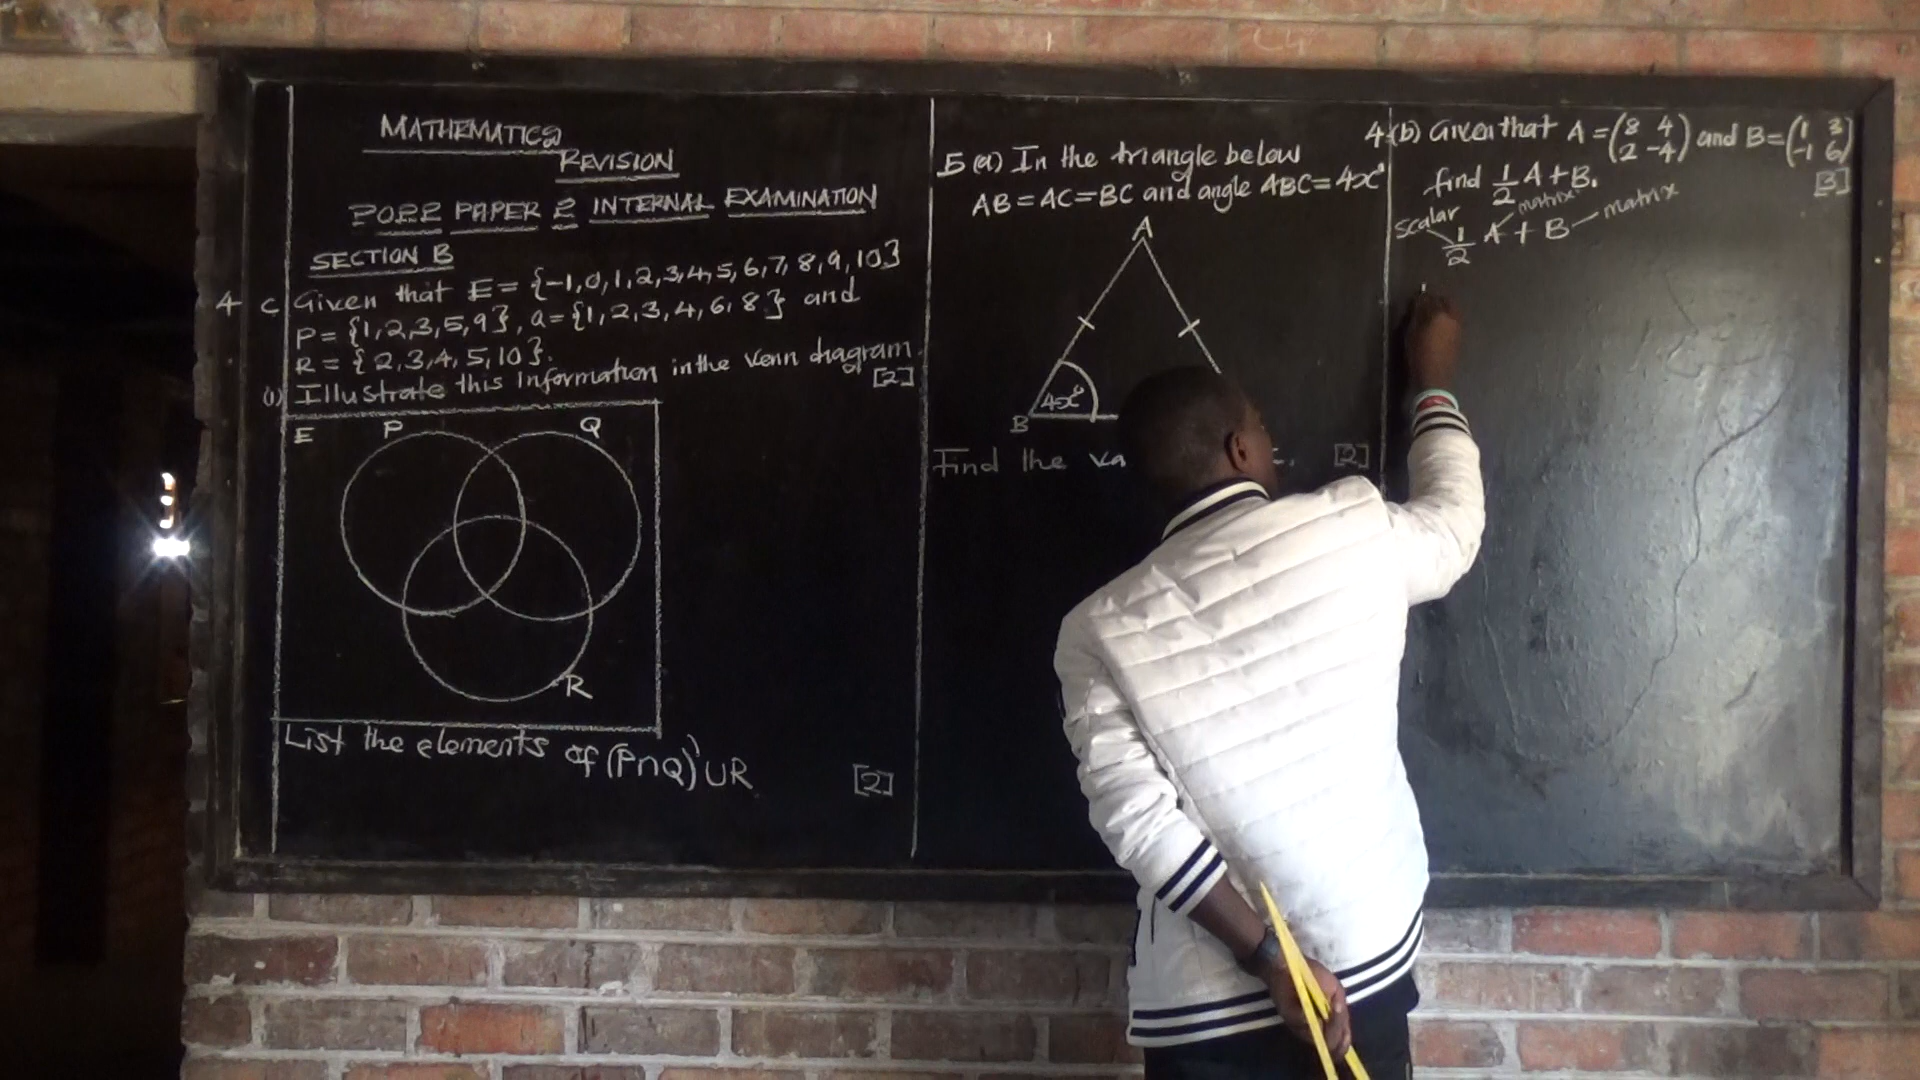 MATHEMATICS
REVISION
POEE PAPER 2 INTERNAL EXAMINATION
SECTION B
4 c Given that E = {-1,0,1,2,3,4,5,6,7,8,9,10}
P = {1,2,3,5,9}, Q = {1,2,3,4,6,8} and
R = {2,3,4,5,10}.
(i) Illustrate this information in the venn diagram.
[2]
E P Q
R
List the elements of (P∩Q)'∪R [2]
5 (a) In the triangle below
AB = AC = BC and angle ABC = 4x°
A
4x°
B
Find the [2]
4 (b) Given that A = (8 4 2 -4) and B = (1 3 -1 6)
find 1/2 A + B.
[3]
scalar matrix matrix
1/2 A + B